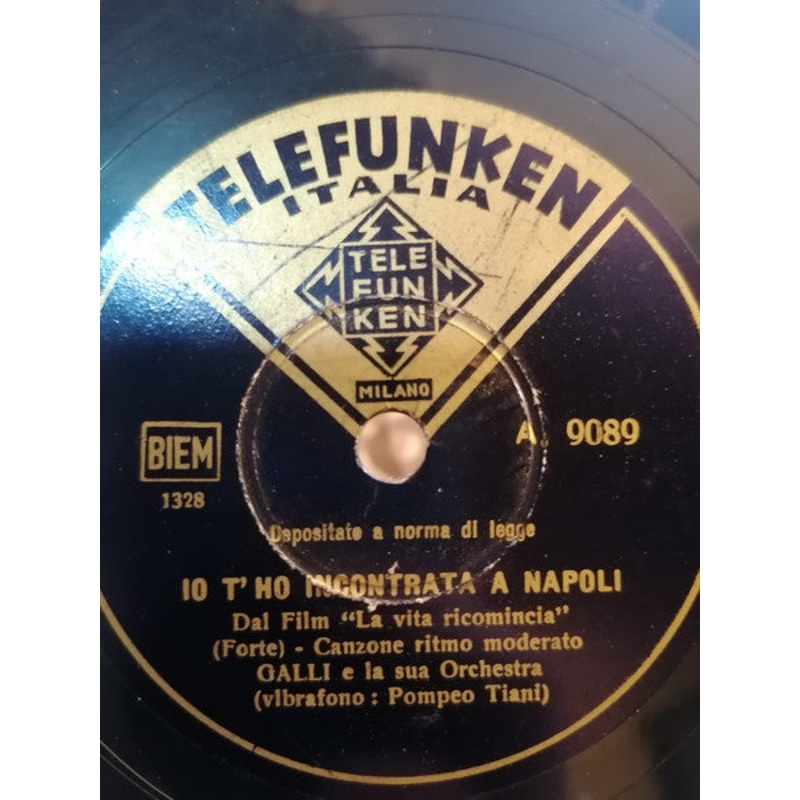 TELEFUNKEN
ITALIA
TELE
FUN
KEN
MILANO
BIEM
A. 9089
1328
Depositato a norma di legge
IO T'HO INCONTRATA A NAPOLI
Dal Film "La vita ricomincia"
(Forte) - Canzone ritmo moderato
GALLI e la sua Orchestra
(vibrafono : Pompeo Tiani)